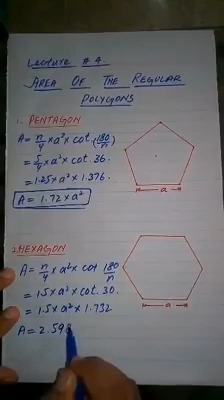 Lecture # 4.
AREA OF THE REGULAR
POLYGONS
1. PENTAGON
A = n/4 x a² x cot (180/n)
= 5/4 x a² x cot 36.
= 1.25 x a² x 1.376.
A = 1.72 x a²
a
2. HEXAGON
A = n/4 x a² x cot 180/n
= 1.5 x a² x cot 30.
= 1.5 x a² x 1.732
A = 2.598
a